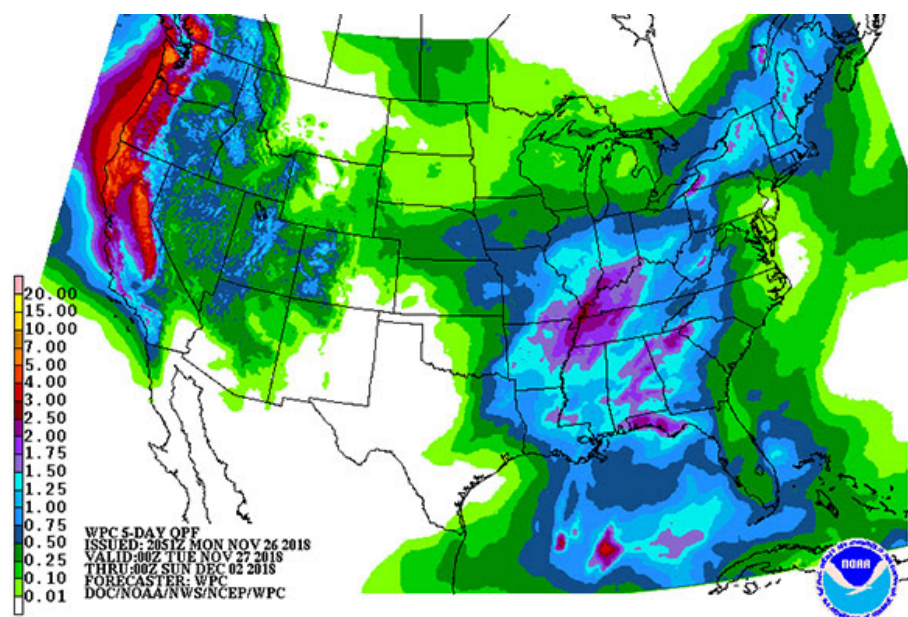 20.00
15.00
10.00
7.00
5.00
4.00
3.00
2.50
2.00
1.75
1.50
1.25
1.00
0.75
0.50
0.25
0.10
0.01
WPC 5-DAY QPF
ISSUED: 2051Z MON NOV 26 2018
VALID:00Z TUE NOV 27 2018
THRU:00Z SUN DEC 02 2018
FORECASTER: WPC
DOC/NOAA/NWS/NCEP/WPC
NOAA